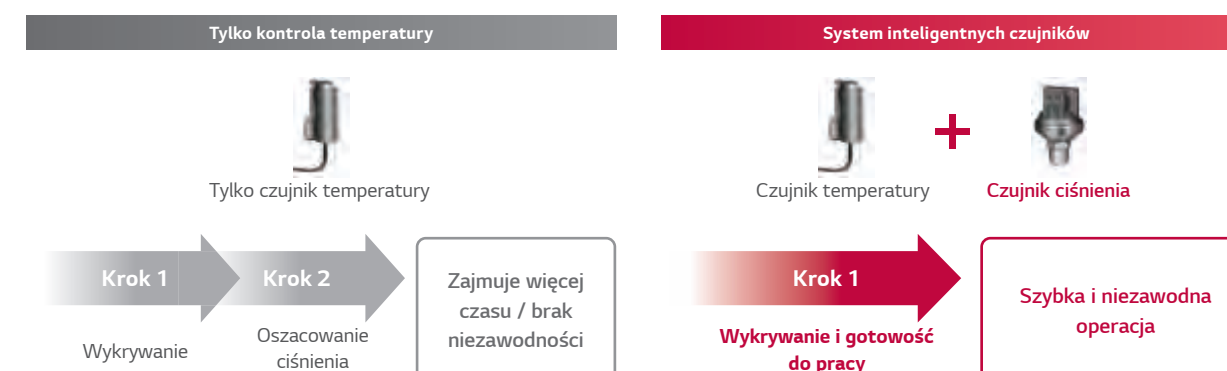 Tylko kontrola temperatury
Tylko czujnik temperatury
Krok 1
Krok 2
Wykrywanie
Oszacowanie
ciśnienia
Zajmuje więcej
czasu / brak
niezawodności
System inteligentnych czujników
+
Czujnik temperatury
Czujnik ciśnienia
Krok 1
Wykrywanie i gotowość
do pracy
Szybka i niezawodna
operacja